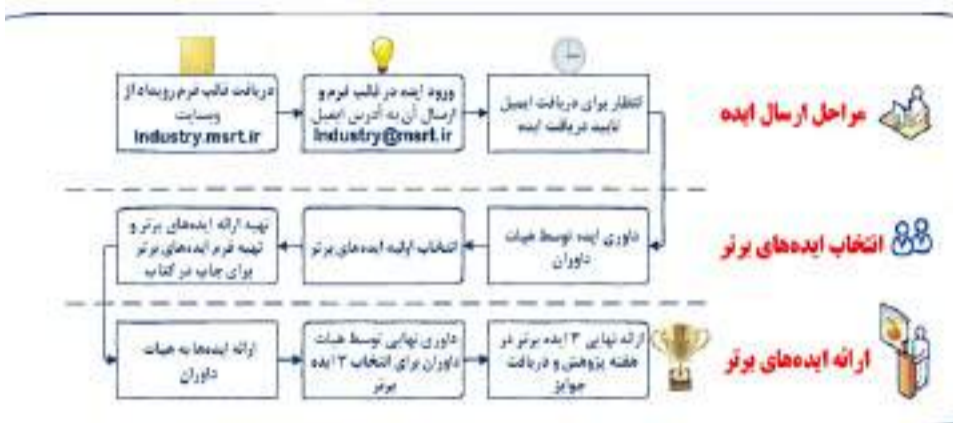 مراحل ارسال ایده
دریافت قالب فرم رویداد از
وبسایت
Industry.msrt.ir
ورود ایده در قالب فرم و
ارسال آن به آدرس ایمیل
Industry@msrt.ir
انتظار برای دریافت ایمیل
تایید دریافت ایده
انتخاب ایده‌های برتر
داوری ایده توسط هیات
داوران
انتخاب اولیه ایده‌های برتر
تهیه ارائه ایده‌های برتر و
تهیه فرم ایده‌های برتر
برای چاپ در کتاب
ارائه ایده‌های برتر
ارائه ایده‌ها به هیات
داوران
داوری نهایی توسط هیات
داوران برای انتخاب ۳ ایده
برتر
ارائه نهایی ۳ ایده برتر در
هفته پژوهش و دریافت
جوایز